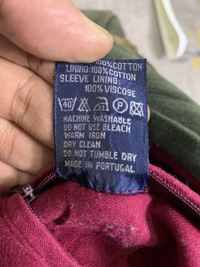 100%COTTON
LINING:100%COTTON
SLEEVE LINING:
100%VISCOSE
40
P
MACHINE WASHABLE
DO NOT USE BLEACH
WARM IRON
DRY CLEAN
DO NOT TUMBLE DRY
MADE IN PORTUGAL